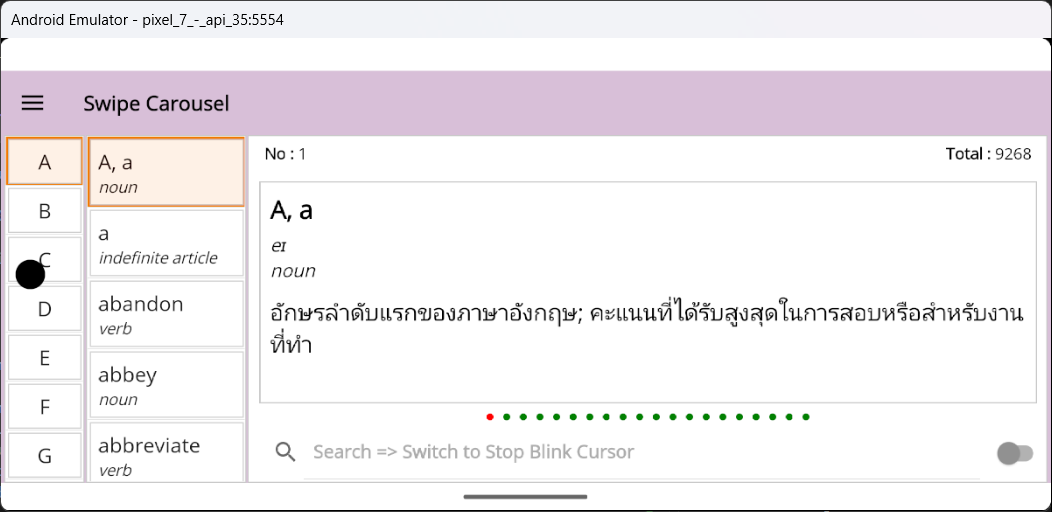 Android Emulator - pixel_7_-_api_35:5554
Swipe Carousel
A
B
C
D
E
F
G
A, a
noun
a
indefinite article
abandon
verb
abbey
noun
abbreviate
verb
No : 1
Total : 9268
A, a
eɪ
noun
อักษรลำดับแรกของภาษาอังกฤษ; คะแนนที่ได้รับสูงสุดในการสอบหรือสำหรับงาน
ที่ทำ
Search => Switch to Stop Blink Cursor